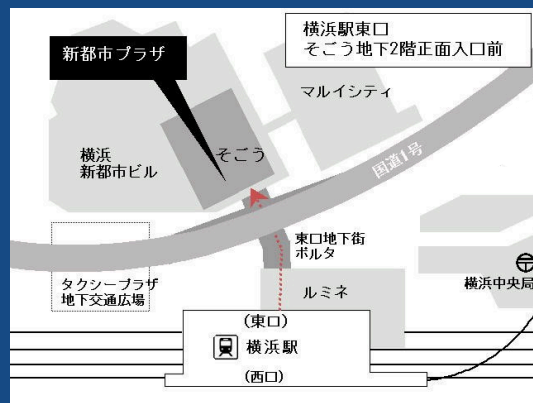 横浜駅東口
そごう地下2階正面入口前
新都市プラザ
マルイシティ
そごう
横浜
新都市ビル
国道1号
東口地下街
ポルタ
タクシープラザ
地下交通広場
ルミネ
横浜中央局
(東口)
横浜駅
(西口)